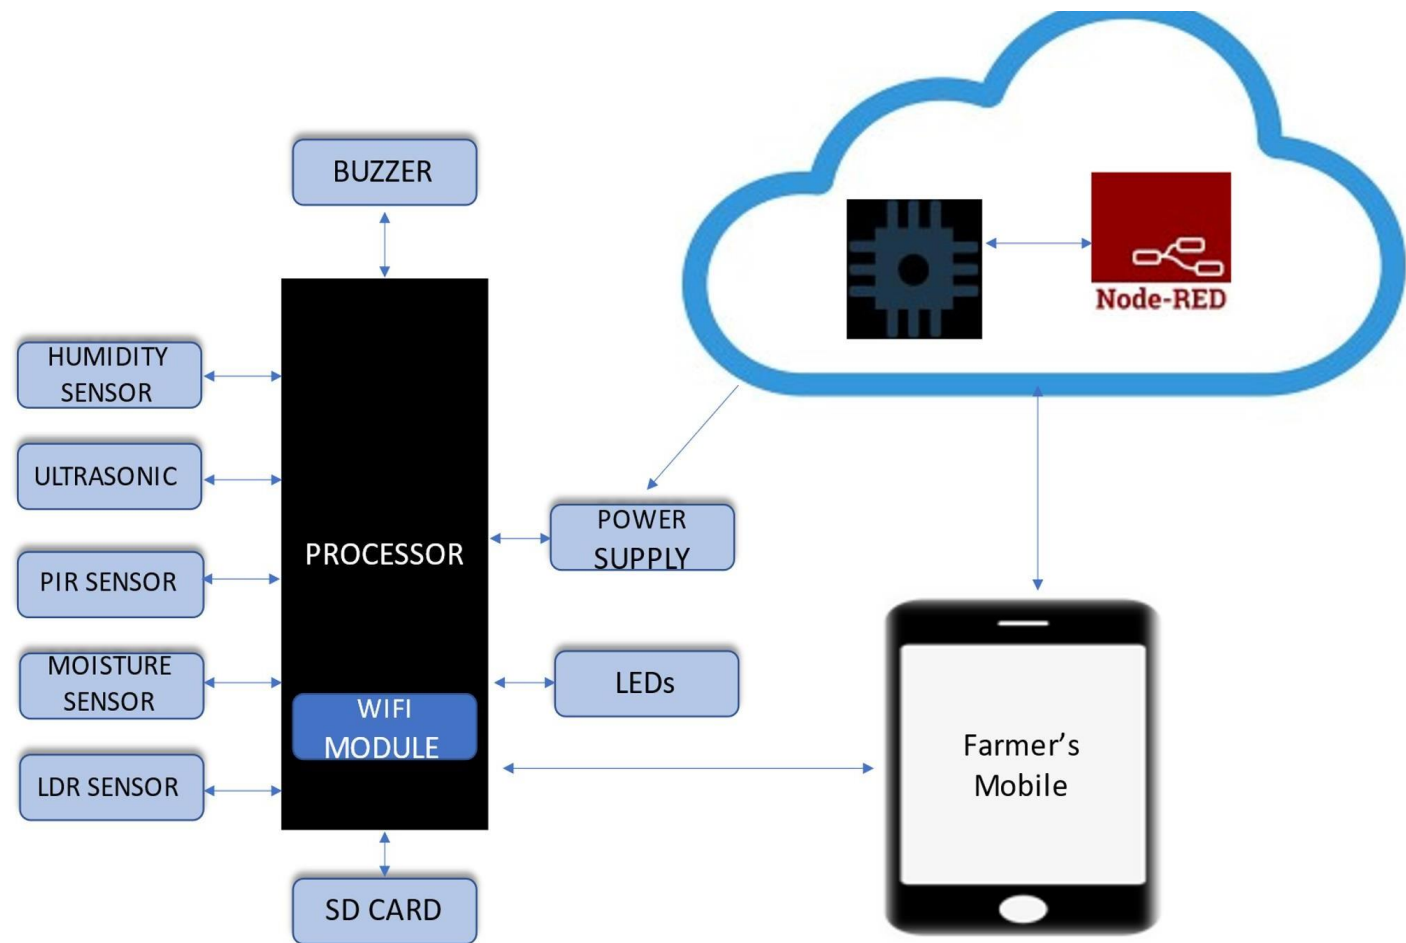 BUZZER
Node-RED
HUMIDITY
SENSOR
ULTRASONIC
PIR SENSOR
MOISTURE
SENSOR
LDR SENSOR
PROCESSOR
WIFI
MODULE
POWER
SUPPLY
LEDs
Farmer's
Mobile
SD CARD